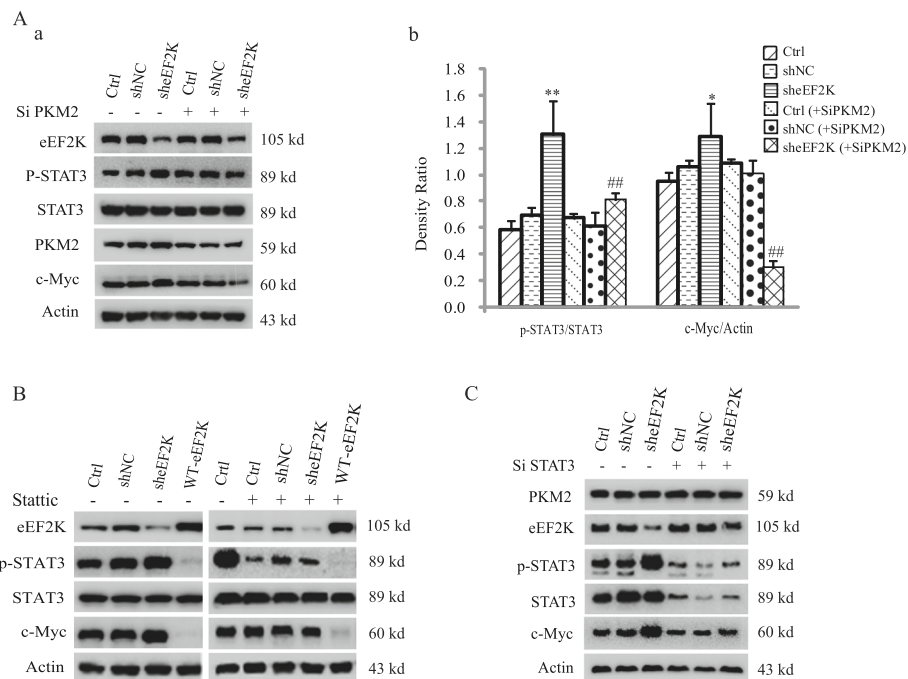 A
a
Ctrl shNC sheEF2K Ctrl shNC sheEF2K
Si PKM2 - - - + + +
eEF2K 105 kd
P-STAT3 89 kd
STAT3 89 kd
PKM2 59 kd
c-Myc 60 kd
Actin 43 kd
b
Ctrl
shNC
sheEF2K
Ctrl (+SiPKM2)
shNC (+SiPKM2)
sheEF2K (+SiPKM2)
Density Ratio
1.8
1.6
1.4
1.2
1.0
0.8
0.6
0.4
0.2
0.0
** ## * ##
p-STAT3/STAT3 c-Myc/Actin
B
Ctrl shNC sheEF2K WT-eEF2K Crtl Ctrl shNC sheEF2K WT-eEF2K
Stattic - - - - - + + + +
eEF2K 105 kd
p-STAT3 89 kd
STAT3 89 kd
c-Myc 60 kd
Actin 43 kd
C
Ctrl shNC sheEF2K Ctrl shNC sheEF2K
Si STAT3 - - - + + +
PKM2 59 kd
eEF2K 105 kd
p-STAT3 89 kd
STAT3 89 kd
c-Myc 60 kd
Actin 43 kd